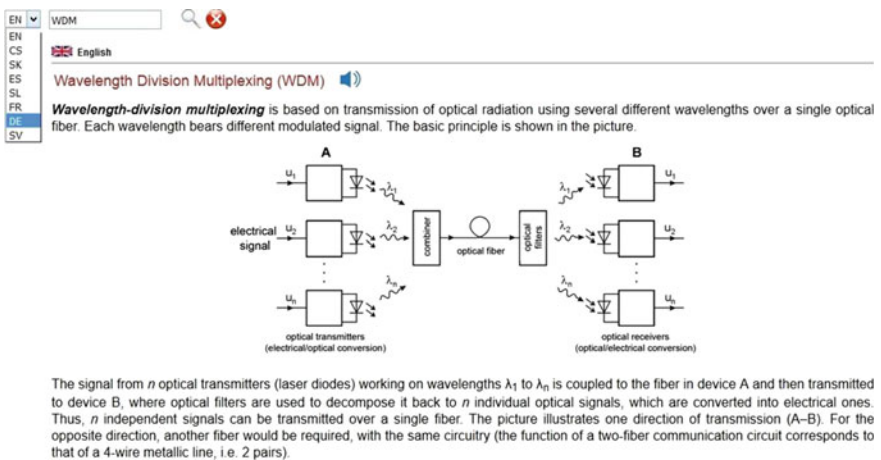 EN WDM
EN
CS
SK
ES
SL
FR
DE
SV
English
Wavelength Division Multiplexing (WDM)
Wavelength-division multiplexing is based on transmission of optical radiation using several different wavelengths over a single optical
fiber. Each wavelength bears different modulated signal. The basic principle is shown in the picture.
A B
u1 λ1 λ1 u1
electrical
signal
u2 λ2 combiner optical fiber optical
filters
λ2 u2
un λn λn un
optical transmitters
(electrical/optical conversion)
optical receivers
(optical/electrical conversion)
The signal from n optical transmitters (laser diodes) working on wavelengths λ1 to λn is coupled to the fiber in device A and then transmitted
to device B, where optical filters are used to decompose it back to n individual optical signals, which are converted into electrical ones.
Thus, n independent signals can be transmitted over a single fiber. The picture illustrates one direction of transmission (A–B). For the
opposite direction, another fiber would be required, with the same circuitry (the function of a two-fiber communication circuit corresponds to
that of a 4-wire metallic line, i.e. 2 pairs).